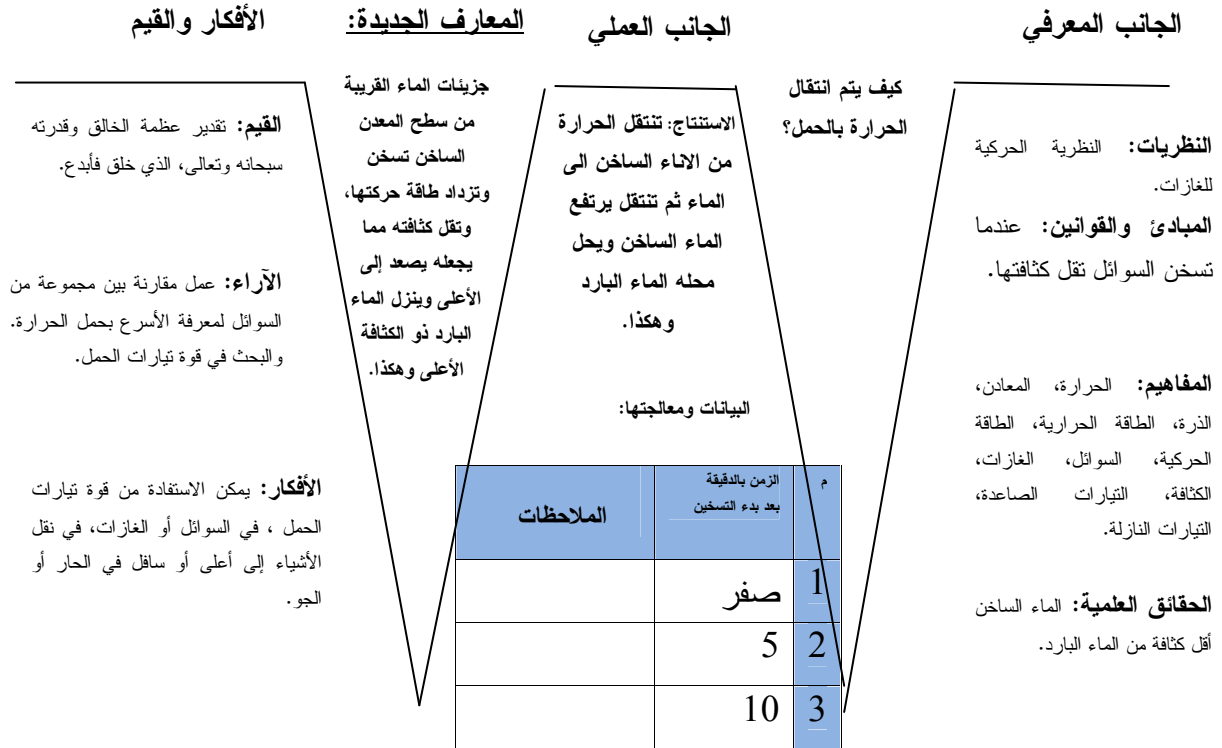 الجانب المعرفي
النظريات: النظرية الحركية
للغازات.
المبادئ والقوانين: عندما
تسخن السوائل تقل كثافتها.
المفاهيم: الحرارة، المعادن،
الذرة، الطاقة الحرارية، الطاقة
الحركية، السوائل، الغازات،
الكثافة، التيارات الصاعدة،
التيارات النازلة.
الحقائق العلمية: الماء الساخن
أقل كثافة من الماء البارد.
كيف يتم انتقال
الحرارة بالحمل؟
الجانب العملي
الاستنتاج: تنتقل الحرارة
من الاناء الساخن الى
الماء ثم تنتقل يرتفع
الماء الساخن ويحل
محله الماء البارد
وهكذا.
البيانات ومعالجتها:
م الزمن بالدقيقة الملاحظات
بعد بدء التسخين
1 صفر
2 5
3 10
المعارف الجديدة:
جزيئات الماء القريبة
من سطح المعدن
الساخن تسخن
وتزداد طاقة حركتها،
وتقل كثافته مما
يجعله يصعد إلى
الأعلى وينزل الماء
البارد ذو الكثافة
الأعلى وهكذا.
الأفكار والقيم
القيم: تقدير عظمة الخالق وقدرته
سبحانه وتعالى، الذي خلق فأبدع.
الآراء: عمل مقارنة بين مجموعة من
السوائل لمعرفة الأسرع بحمل الحرارة.
والبحث في قوة تيارات الحمل.
الأفكار: يمكن الاستفادة من قوة تيارات
الحمل ، في السوائل أو الغازات، في نقل
الأشياء إلى أعلى أو سافل في الحار أو
الجو.